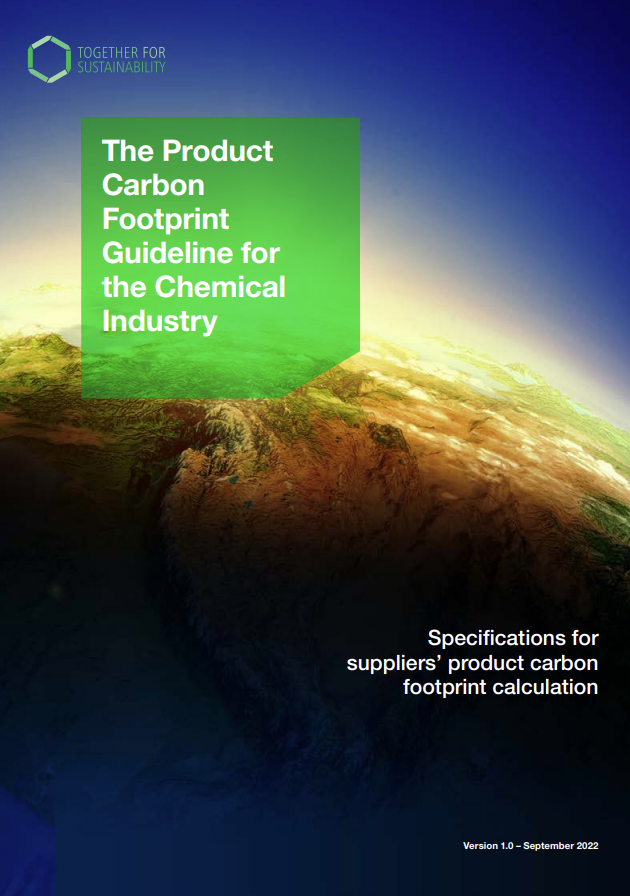 TOGETHER FOR
SUSTAINABILITY
The Product
Carbon
Footprint
Guideline for
the Chemical
Industry
Specifications for
suppliers’ product carbon
footprint calculation
Version 1.0 – September 2022